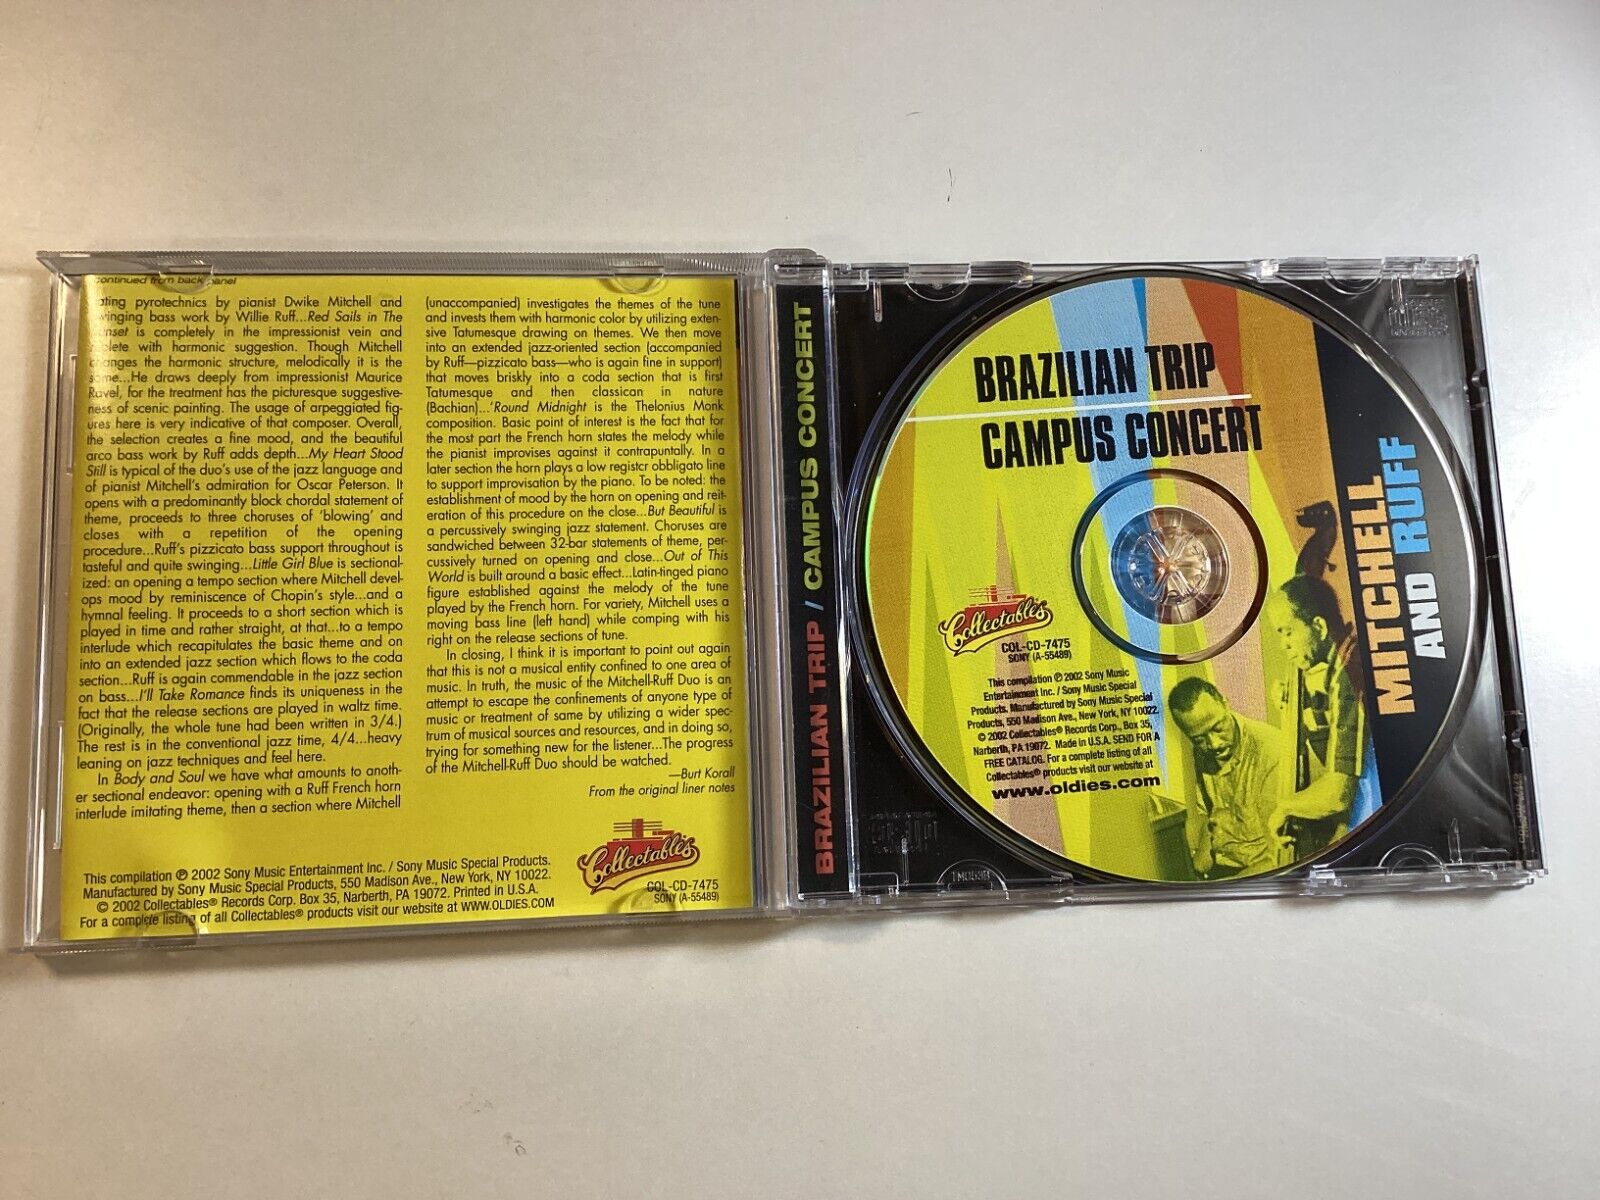 continued from back panel
ating pyrotechnics by pianist Dwike Mitchell and
winging bass work by Willie Ruff...Red Sails in The
unset is completely in the impressionist vein and
plete with harmonic suggestion. Though Mitchell
changes the harmonic structure, melodically it is the
same...He draws deeply from impressionist Maurice
Ravel, for the treatment has the picturesque suggestive-
ness of scenic painting. The usage of arpeggiated fig-
ures here is very indicative of that composer. Overall,
the selection creates a fine mood, and the beautiful
arco bass work by Ruff adds depth...My Heart Stood
Still is typical of the duo's use of the jazz language and
of pianist Mitchell's admiration for Oscar Peterson. It
opens with a predominantly block chordal statement of
theme, proceeds to three choruses of 'blowing' and
closes with a repetition of the opening
procedure...Ruff's pizzicato bass support throughout is
tasteful and quite swinging...Little Girl Blue is sectional-
ized: an opening a tempo section where Mitchell devel-
ops mood by reminiscence of Chopin's style...and a
hymnal feeling. It proceeds to a short section which is
played in time and rather straight, at that...to a tempo
interlude which recapitulates the basic theme and on
into an extended jazz section which flows to the coda
section...Ruff is again commendable in the jazz section
on bass...I'll Take Romance finds its uniqueness in the
fact that the release sections are played in waltz time.
(Originally, the whole tune had been written in 3/4.)
The rest is in the conventional jazz time, 4/4...heavy
leaning on jazz techniques and feel here.
In Body and Soul we have what amounts to anoth-
er sectional endeavor: opening with a Ruff French horn
interlude imitating theme, then a section where Mitchell
(unaccompanied) investigates the themes of the tune
and invests them with harmonic color by utilizing exten-
sive Tatumesque drawing on themes. We then move
into an extended jazz-oriented section (accompanied
by Ruff—pizzicato bass—who is again fine in support)
that moves briskly into a coda section that is first
Tatumesque and then classican in nature
(Bachian)...'Round Midnight is the Thelonius Monk
composition. Basic point of interest is the fact that for
the most part the French horn states the melody while
the pianist improvises against it contrapuntally. In a
later section the horn plays a low registcr obbligato line
to support improvisation by the piano. To be noted: the
establishment of mood by the horn on opening and reit-
eration of this procedure on the close...But Beautiful is
a percussively swinging jazz statement. Choruses are
sandwiched between 32-bar statements of theme, per-
cussively turned on opening and close...Out of This
World is built around a basic effect...Latin-tinged piano
figure established against the melody of the tune
played by the French horn. For variety, Mitchell uses a
moving bass line (left hand) while comping with his
right on the release sections of tune.
In closing, I think it is important to point out again
that this is not a musical entity confined to one area of
music. In truth, the music of the Mitchell-Ruff Duo is an
attempt to escape the confinements of anyone type of
music or treatment of same by utilizing a wider spec-
trum of musical sources and resources, and in doing so,
trying for something new for the listener...The progress
of the Mitchell-Ruff Duo should be watched.
—Burt Korall
From the original liner notes
This compilation ℗ 2002 Sony Music Entertainment Inc. / Sony Music Special Products.
Manufactured by Sony Music Special Products, 550 Madison Ave., New York, NY 10022.
© 2002 Collectables® Records Corp. Box 35, Narberth, PA 19072. Printed in U.S.A.
For a complete listing of all Collectables® products visit our website at WWW.OLDIES.COM
Collectables
COL-CD-7475
SONY (A-55489)
BRAZILIAN TRIP / CAMPUS CONCERT
BRAZILIAN TRIP
CAMPUS CONCERT
MITCHELL
AND RUFF
Collectables
COL-CD-7475
SONY (A-55489)
This compilation ℗ 2002 Sony Music
Entertainment Inc. / Sony Music Special
Products. Manufactured by Sony Music Special
Products, 550 Madison Ave., New York, NY 10022.
© 2002 Collectables® Records Corp., Box 35,
Narberth, PA 19072. Made in U.S.A. SEND FOR A
FREE CATALOG. For a complete listing of all
Collectables® products visit our website at
www.oldies.com